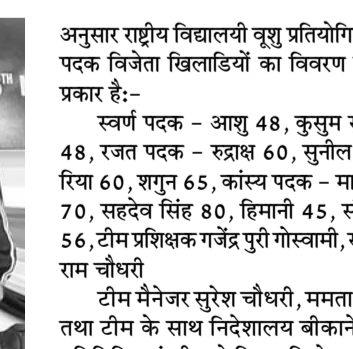 अनुसार राष्ट्रीय विद्यालयी वूशु प्रतियोगि
पदक विजेता खिलाडियों का विवरण
प्रकार है:–
स्वर्ण पदक – आशु 48, कुसुम
48, रजत पदक – रुद्राक्ष 60, सुनील
रिया 60, शगुन 65, कांस्य पदक – मा
70, सहदेव सिंह 80, हिमानी 45,
56,टीम प्रशिक्षक गजेंद्र पुरी गोस्वामी,
राम चौधरी
टीम मैनेजर सुरेश चौधरी, ममता
तथा टीम के साथ निदेशालय बीकाने